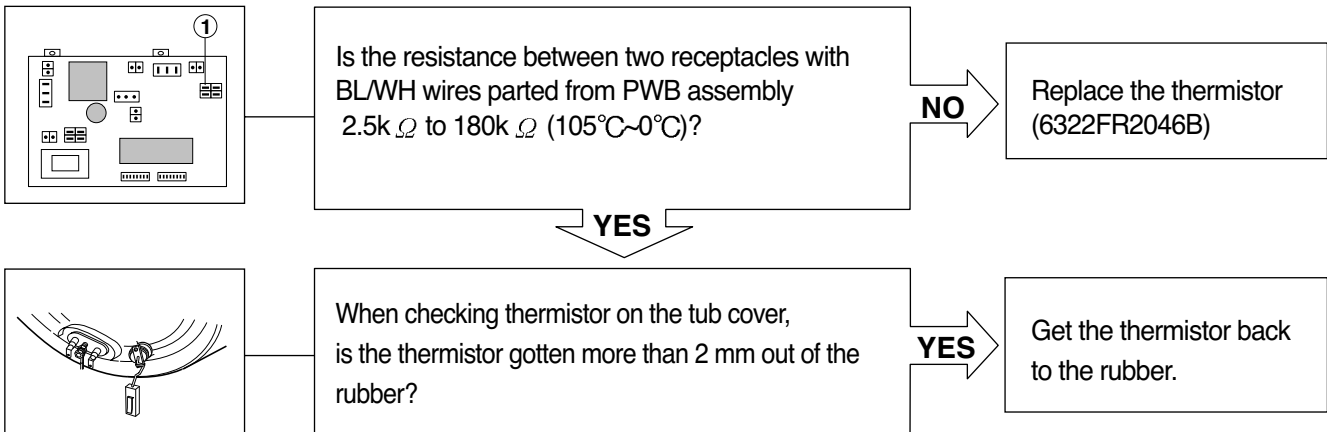 ①
Is the resistance between two receptacles with
BL/WH wires parted from PWB assembly
2.5k Ω to 180k Ω (105℃~0℃)?
NO
Replace the thermistor
(6322FR2046B)
YES
When checking thermistor on the tub cover,
is the thermistor gotten more than 2 mm out of the
rubber?
YES
Get the thermistor back
to the rubber.